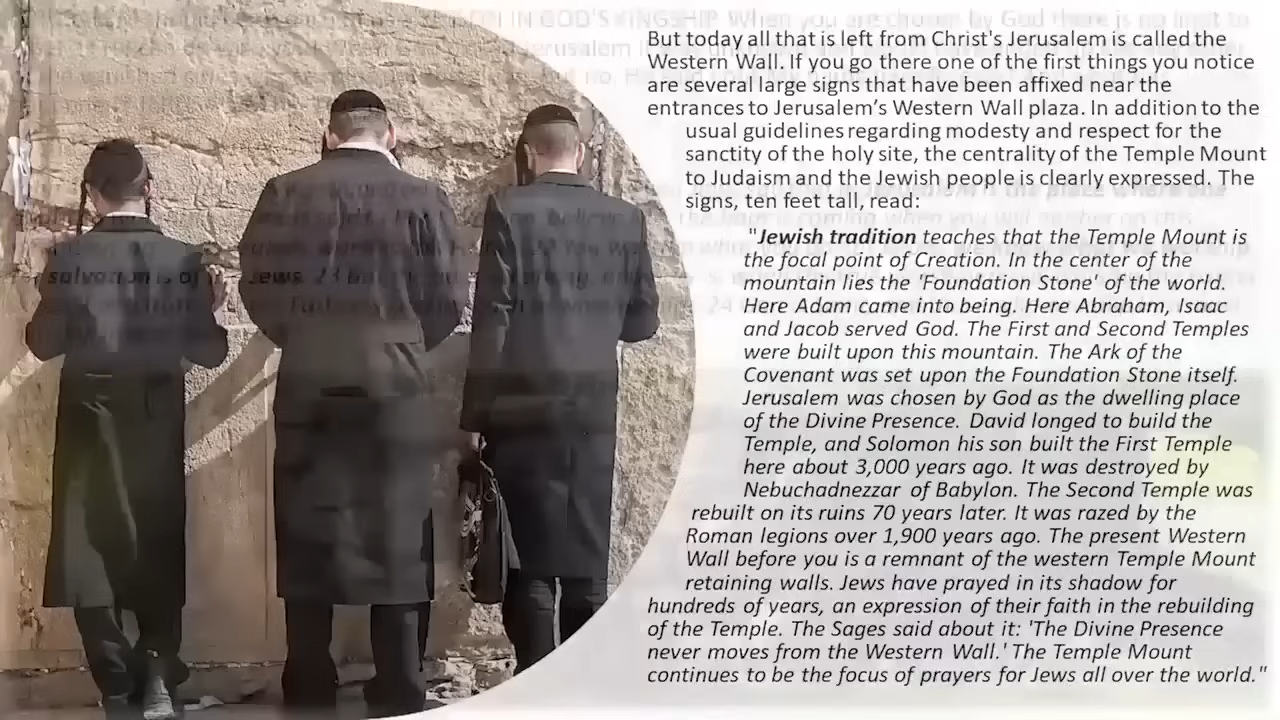 But today all that is left from Christ's Jerusalem is called the
Western Wall. If you go there one of the first things you notice
are several large signs that have been affixed near the
entrances to Jerusalem’s Western Wall plaza. In addition to the
usual guidelines regarding modesty and respect for the
sanctity of the holy site, the centrality of the Temple Mount
to Judaism and the Jewish people is clearly expressed. The
signs, ten feet tall, read:
"Jewish tradition teaches that the Temple Mount is
the focal point of Creation. In the center of the
mountain lies the 'Foundation Stone' of the world.
Here Adam came into being. Here Abraham, Isaac
and Jacob served God. The First and Second Temples
were built upon this mountain. The Ark of the
Covenant was set upon the Foundation Stone itself.
Jerusalem was chosen by God as the dwelling place
of the Divine Presence. David longed to build the
Temple, and Solomon his son built the First Temple
here about 3,000 years ago. It was destroyed by
Nebuchadnezzar of Babylon. The Second Temple was
rebuilt on its ruins 70 years later. It was razed by the
Roman legions over 1,900 years ago. The present Western
Wall before you is a remnant of the western Temple Mount
retaining walls. Jews have prayed in its shadow for
hundreds of years, an expression of their faith in the rebuilding
of the Temple. The Sages said about it: 'The Divine Presence
never moves from the Western Wall.' The Temple Mount
continues to be the focus of prayers for Jews all over the world."